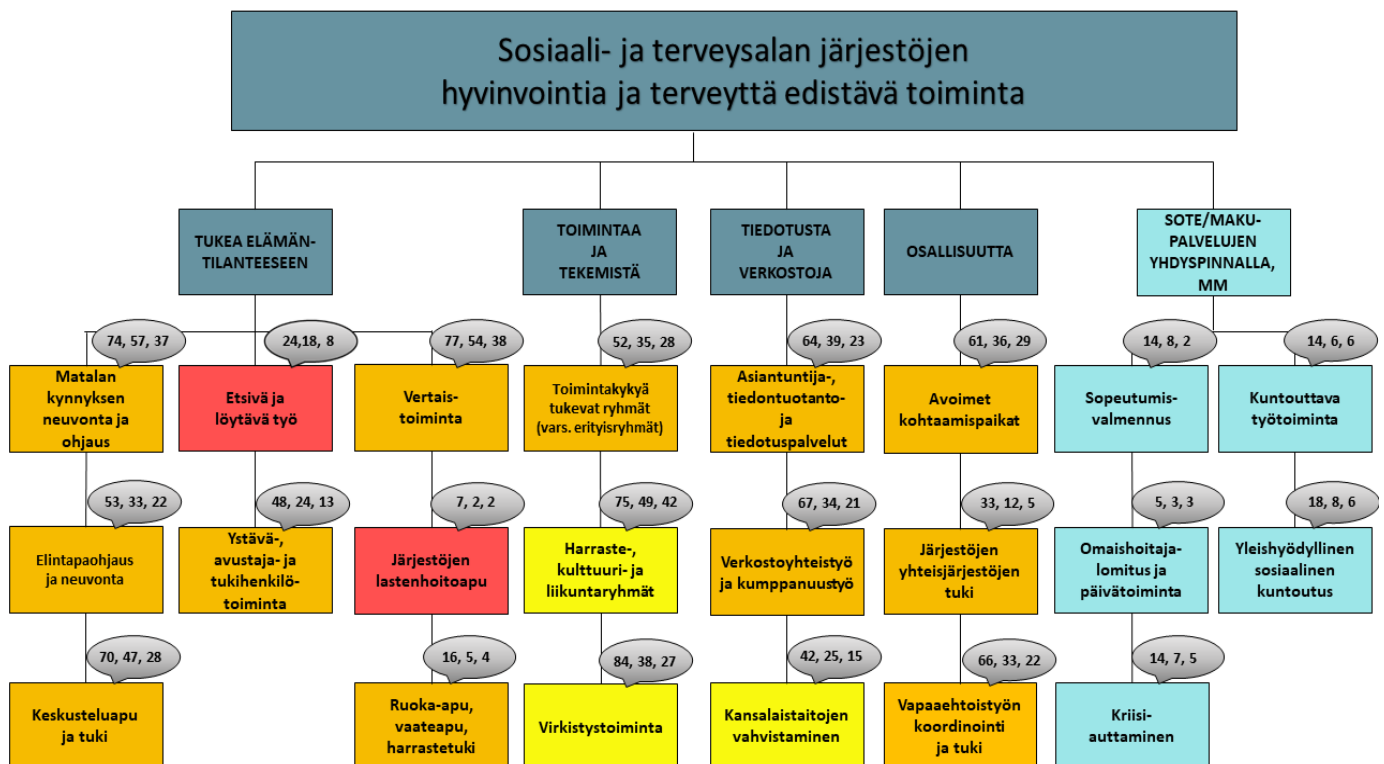 Sosiaali- ja terveysalan järjestöjen
hyvinvointia ja terveyttä edistävä toiminta
TUKEA ELÄMÄN-
TILANTEESEEN
TOIMINTAA
JA
TEKEMISTÄ
TIEDOTUSTA
JA
VERKOSTOJA
OSALLISUUTTA
SOTE/MAKU-
PALVELUJEN
YHDYSPINNALLA,
MM
74, 57, 37
24,18, 8
77, 54, 38
52, 35, 28
64, 39, 23
61, 36, 29
14, 8, 2
14, 6, 6
Matalan
kynnyksen
neuvonta ja
ohjaus
Etsivä ja
löytävä työ
Vertais-
toiminta
Toimintakykyä
tukevat ryhmät
(vars. erityisryhmät)
Asiantuntija-,
tiedontuotanto-
ja
tiedotuspalvelut
Avoimet
kohtaamispaikat
Sopeutumis-
valmennus
Kuntouttava
työtoiminta
53, 33, 22
48, 24, 13
7, 2, 2
75, 49, 42
67, 34, 21
33, 12, 5
5, 3, 3
18, 8, 6
Elintapaohjaus
ja neuvonta
Ystävä-,
avustaja- ja
tukihenkilö-
toiminta
Järjestöjen
lastenhoitoapu
Harraste-,
kulttuuri- ja
liikuntaryhmät
Verkostoyhteistyö
ja kumppanuustyö
Järjestöjen
yhteisjärjestöjen
tuki
Omaishoitaja-
lomitus ja
päivätoiminta
Yleishyödyllinen
sosiaalinen
kuntoutus
70, 47, 28
16, 5, 4
84, 38, 27
42, 25, 15
66, 33, 22
14, 7, 5
Keskusteluapu
ja tuki
Ruoka-apu,
vaateapu,
harrastetuki
Virkistystoiminta
Kansalaistaitojen
vahvistaminen
Vapaaehtoistyön
koordinointi
ja tuki
Kriisi-
auttaminen